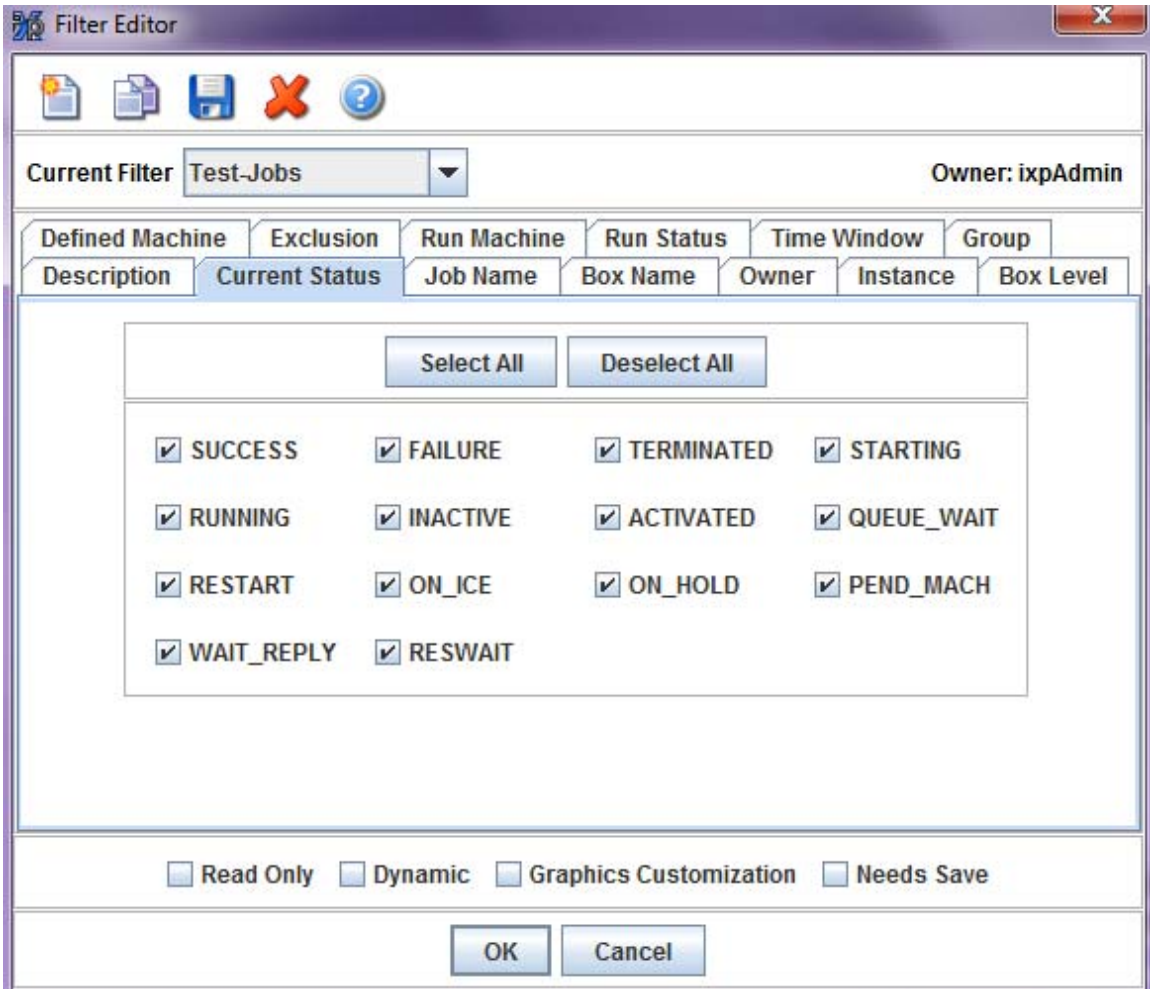 Filter Editor
Current Filter Test-Jobs Owner: ixpAdmin
Defined Machine Exclusion Run Machine Run Status Time Window Group
Description Current Status Job Name Box Name Owner Instance Box Level
Select All Deselect All
SUCCESS FAILURE TERMINATED STARTING
RUNNING INACTIVE ACTIVATED QUEUE_WAIT
RESTART ON_ICE ON_HOLD PEND_MACH
WAIT_REPLY RESWAIT
Read Only Dynamic Graphics Customization Needs Save
OK Cancel